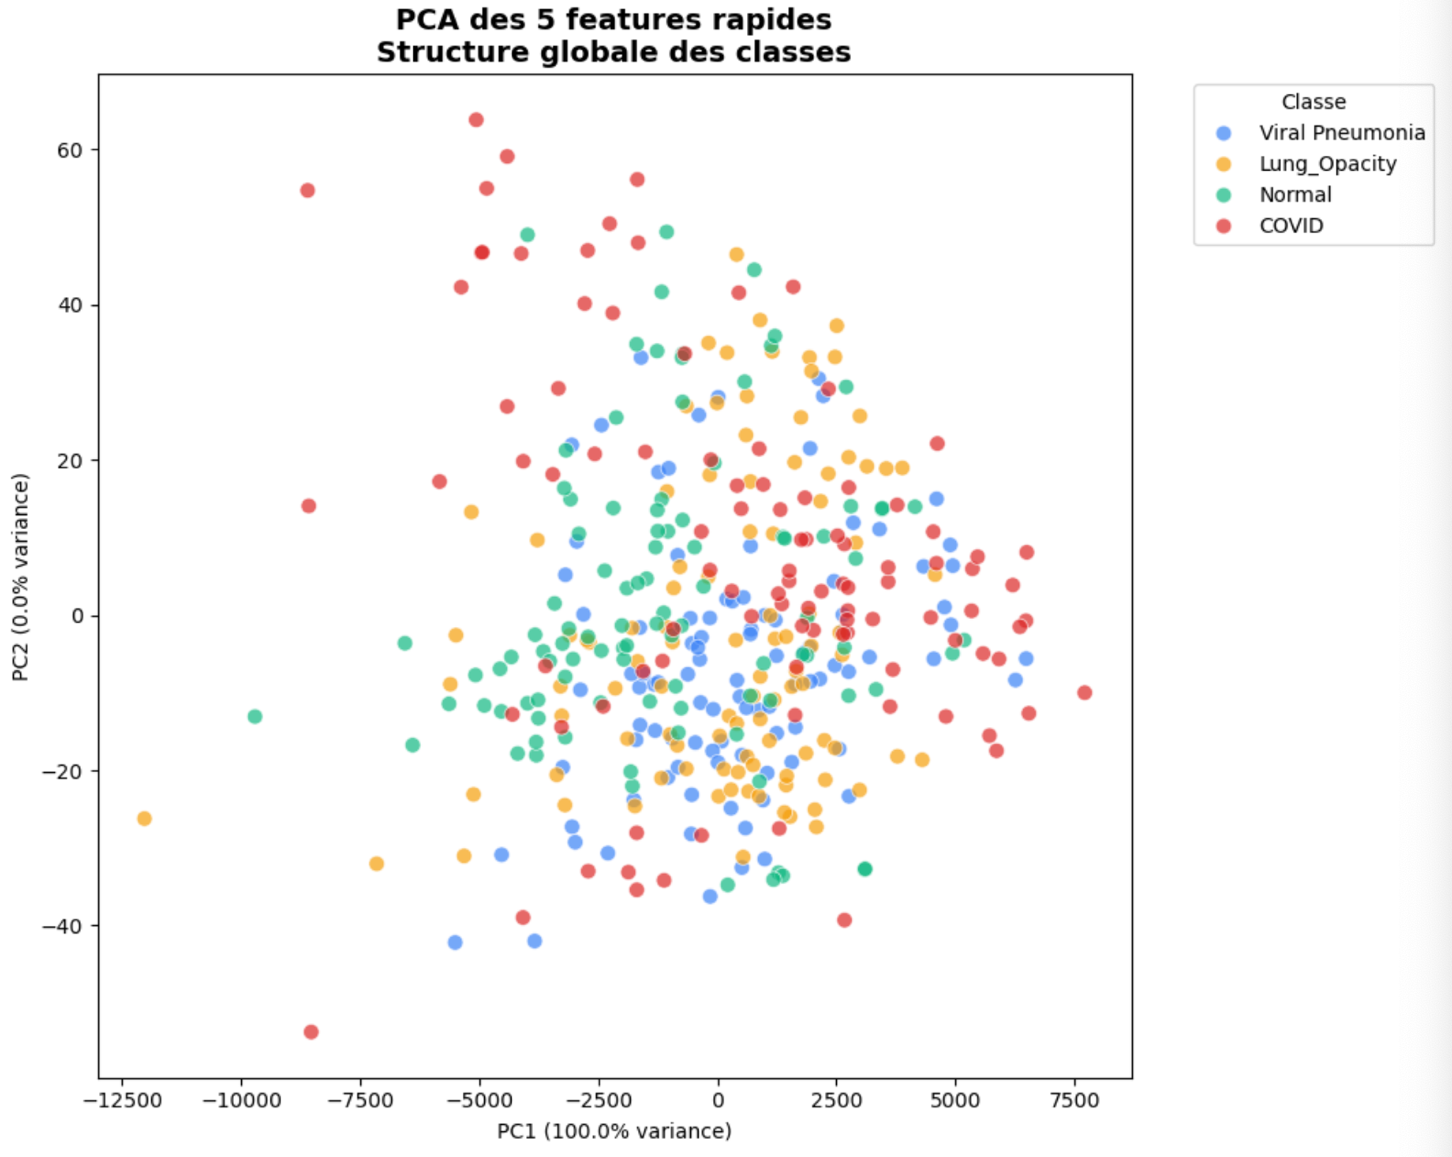 PCA des 5 features rapides
Structure globale des classes
Classe
Viral Pneumonia
Lung_Opacity
Normal
COVID
60
40
20
0
−20
−40
PC2 (0.0% variance)
−12500 −10000 −7500 −5000 −2500 0 2500 5000 7500
PC1 (100.0% variance)